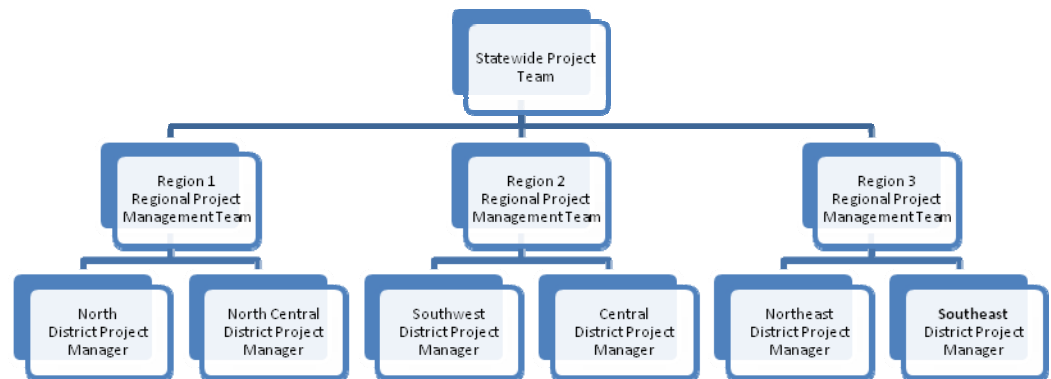 Statewide Project
Team
Region 1
Regional Project
Management Team
Region 2
Regional Project
Management Team
Region 3
Regional Project
Management Team
North
District Project
Manager
North Central
District Project
Manager
Southwest
District Project
Manager
Central
District Project
Manager
Northeast
District Project
Manager
Southeast
District Project
Manager